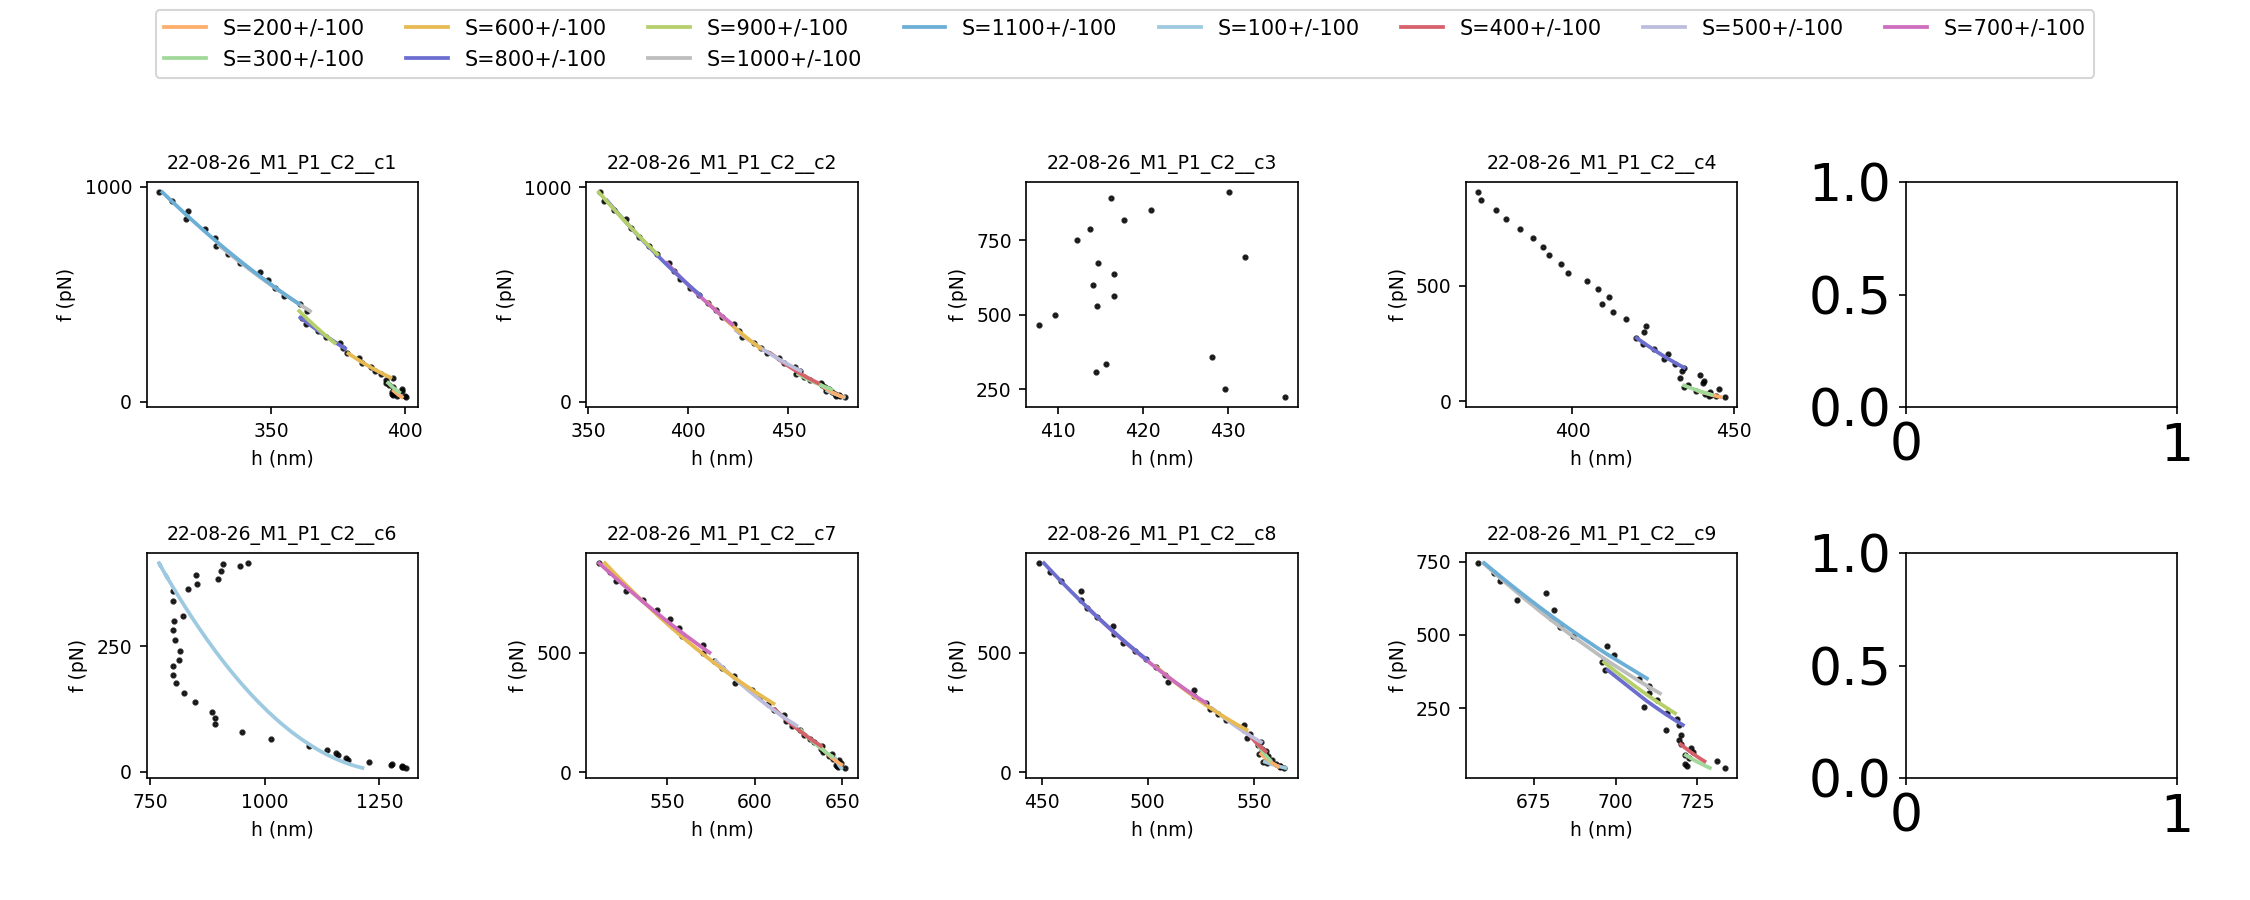 S=200+/-100 S=600+/-100 S=900+/-100 S=1100+/-100 S=100+/-100 S=400+/-100 S=500+/-100 S=700+/-100
S=300+/-100 S=800+/-100 S=1000+/-100
22-08-26_M1_P1_C2__c1
f (pN)
1000
0
350 400
h (nm)
22-08-26_M1_P1_C2__c2
f (pN)
1000
0
350 400 450
h (nm)
22-08-26_M1_P1_C2__c3
f (pN)
750
500
250
410 420 430
h (nm)
22-08-26_M1_P1_C2__c4
f (pN)
500
0
400 450
h (nm)
1.0
0.5
0.0
0 1
22-08-26_M1_P1_C2__c6
f (pN)
250
0
750 1000 1250
h (nm)
22-08-26_M1_P1_C2__c7
f (pN)
500
0
550 600 650
h (nm)
22-08-26_M1_P1_C2__c8
f (pN)
500
0
450 500 550
h (nm)
22-08-26_M1_P1_C2__c9
f (pN)
750
500
250
675 700 725
h (nm)
1.0
0.5
0.0
0 1